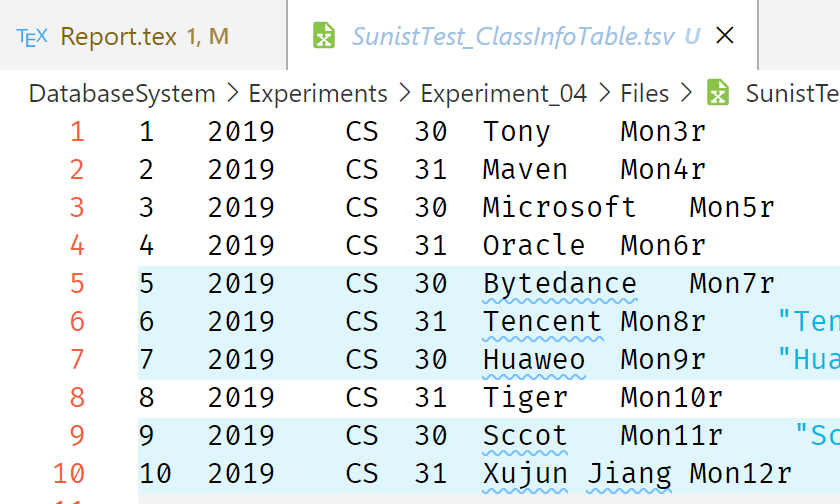 Report.tex 1, M SunistTest_ClassInfoTable.tsv U
DatabaseSystem > Experiments > Experiment_04 > Files > SunistTe
1 1 2019 CS 30 Tony Mon3r
2 2 2019 CS 31 Maven Mon4r
3 3 2019 CS 30 Microsoft Mon5r
4 4 2019 CS 31 Oracle Mon6r
5 5 2019 CS 30 Bytedance Mon7r
6 6 2019 CS 31 Tencent Mon8r "Ten
7 7 2019 CS 30 Huaweo Mon9r "Hua
8 8 2019 CS 31 Tiger Mon10r
9 9 2019 CS 30 Sccot Mon11r "Sc
10 10 2019 CS 31 Xujun Jiang Mon12r